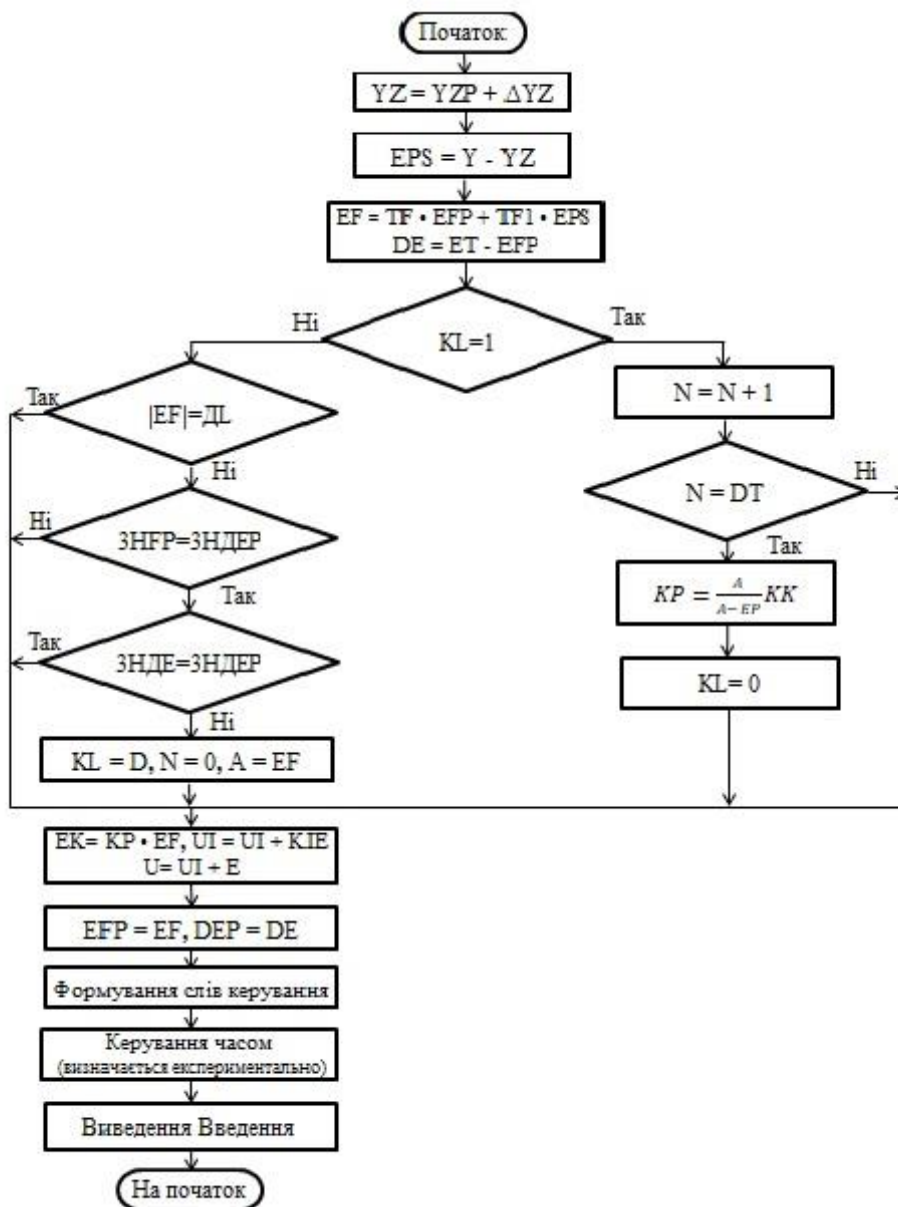 Початок:
YZ = YZP + ΔYZ
EPS = Y - YZ
EF = TF • EFP + TF1 • EPS
DE = ET - EFP
Ні
KL=1
Так
Так
|EF|=ДL
Ні
N = N + 1
Ні
ЗНFP=ЗНДЕР
Так
N = DT
Ні
Так
Так
ЗНДЕ=ЗНДЕР
Ні
KP = A / A− EP KK
KL= 0
KL = D, N = 0, A = EF
EK= KP • EF, UI = UI + KIE
U= UI + E
EFP = EF, DEP = DE
Формування слів керування
Керування часом
(визначається експериментально)
Виведення Введення
На початок